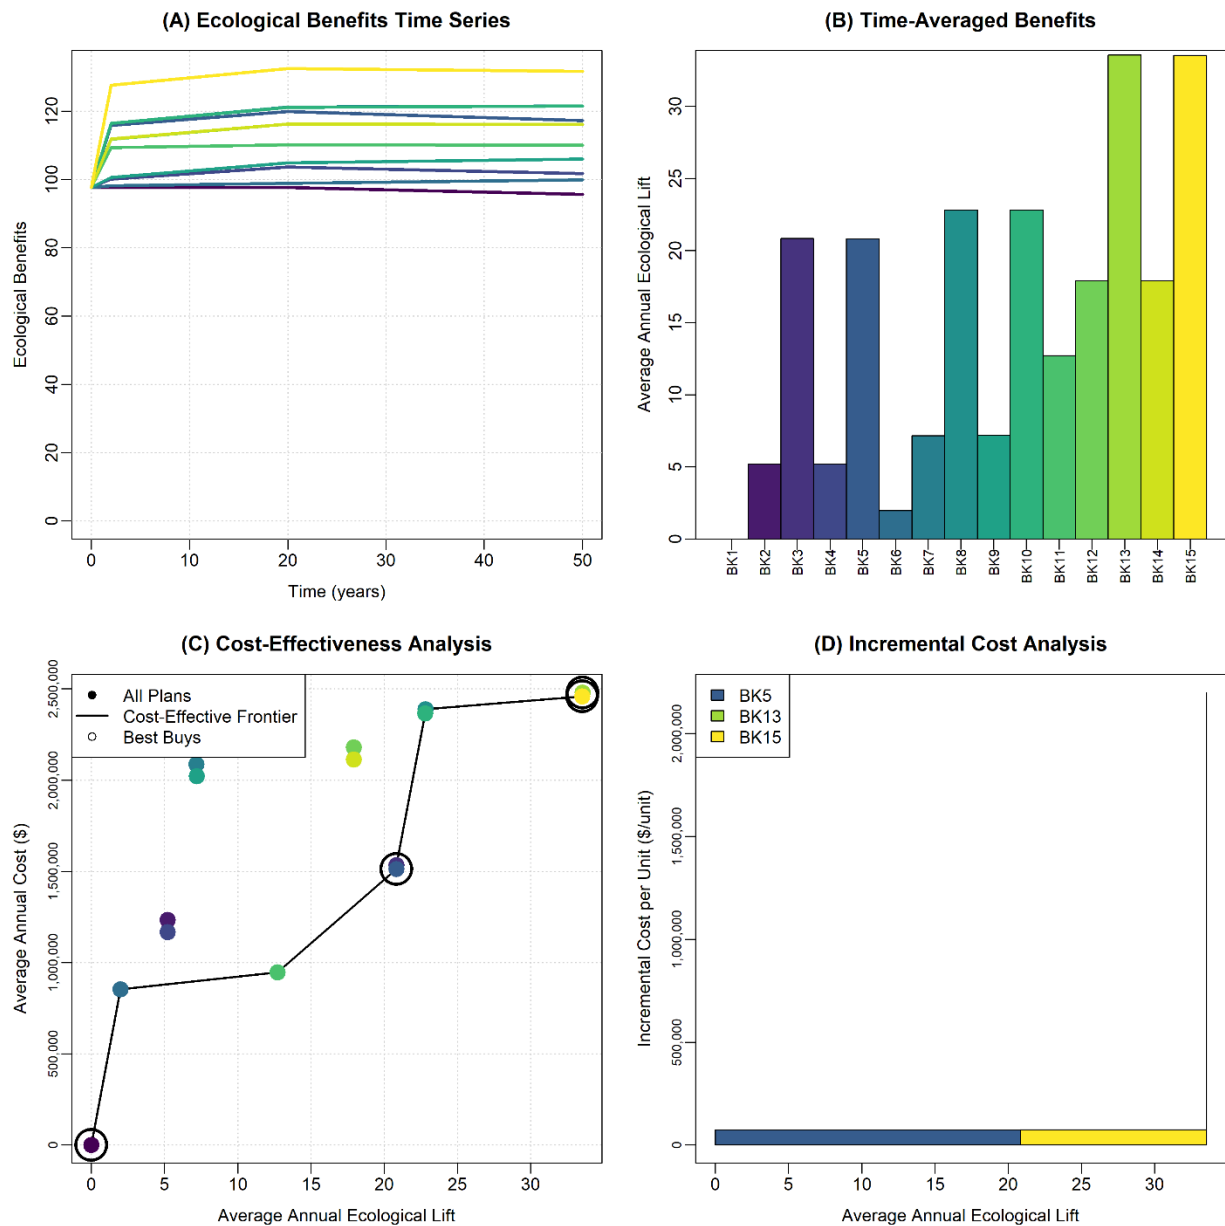 (A) Ecological Benefits Time Series
Ecological Benefits
120
100
80
60
40
20
0
0
10
20
30
40
50
Time (years)
(B) Time-Averaged Benefits
Average Annual Ecological Lift
30
25
20
15
10
5
0
BK1
BK2
BK3
BK4
BK5
BK6
BK7
BK8
BK9
BK10
BK11
BK12
BK13
BK14
BK15
(C) Cost-Effectiveness Analysis
All Plans
Cost-Effective Frontier
Best Buys
Average Annual Cost ($)
2,500,000
2,000,000
1,500,000
1,000,000
500,000
0
0
5
10
15
20
25
30
Average Annual Ecological Lift
(D) Incremental Cost Analysis
BK5
BK13
BK15
Incremental Cost per Unit ($/unit)
2,000,000
1,500,000
1,000,000
500,000
0
0
5
10
15
20
25
30
Average Annual Ecological Lift